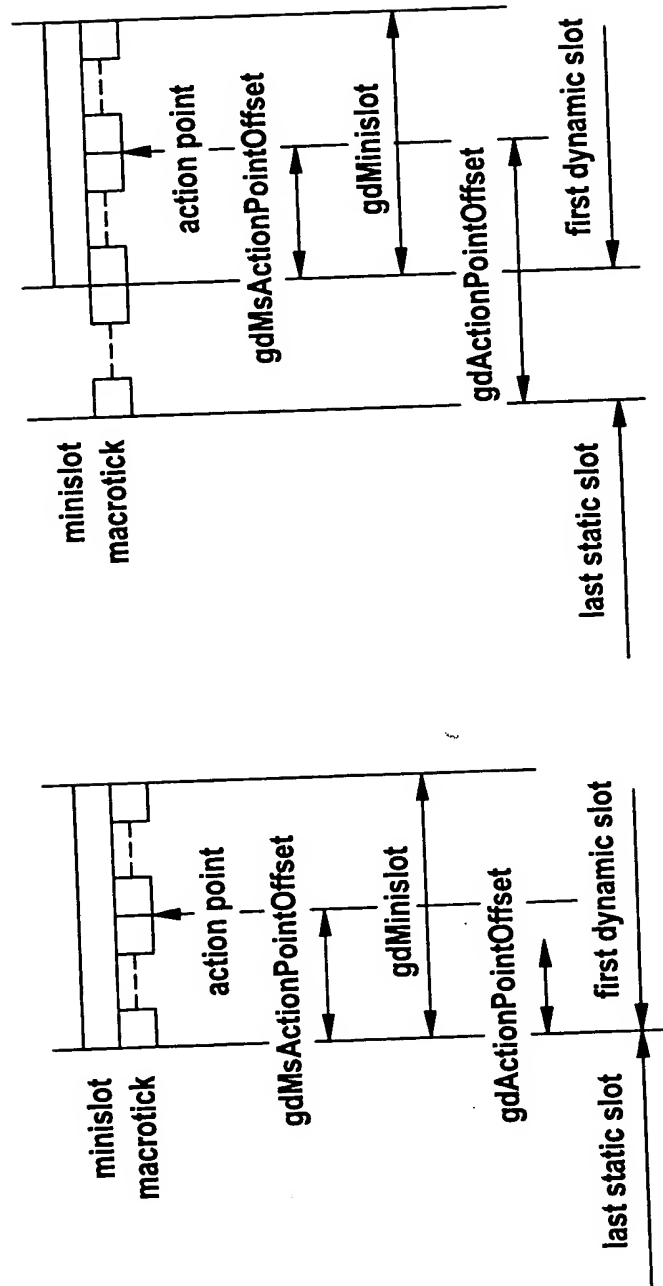 minislot
macrotick
action point
gdMsActionPointOffset
gdMinislot
gdActionPointOffset
last static slot
first dynamic slot
minislot
macrotick
action point
gdMsActionPointOffset
gdMinislot
gdActionPointOffset
last static slot
first dynamic slot